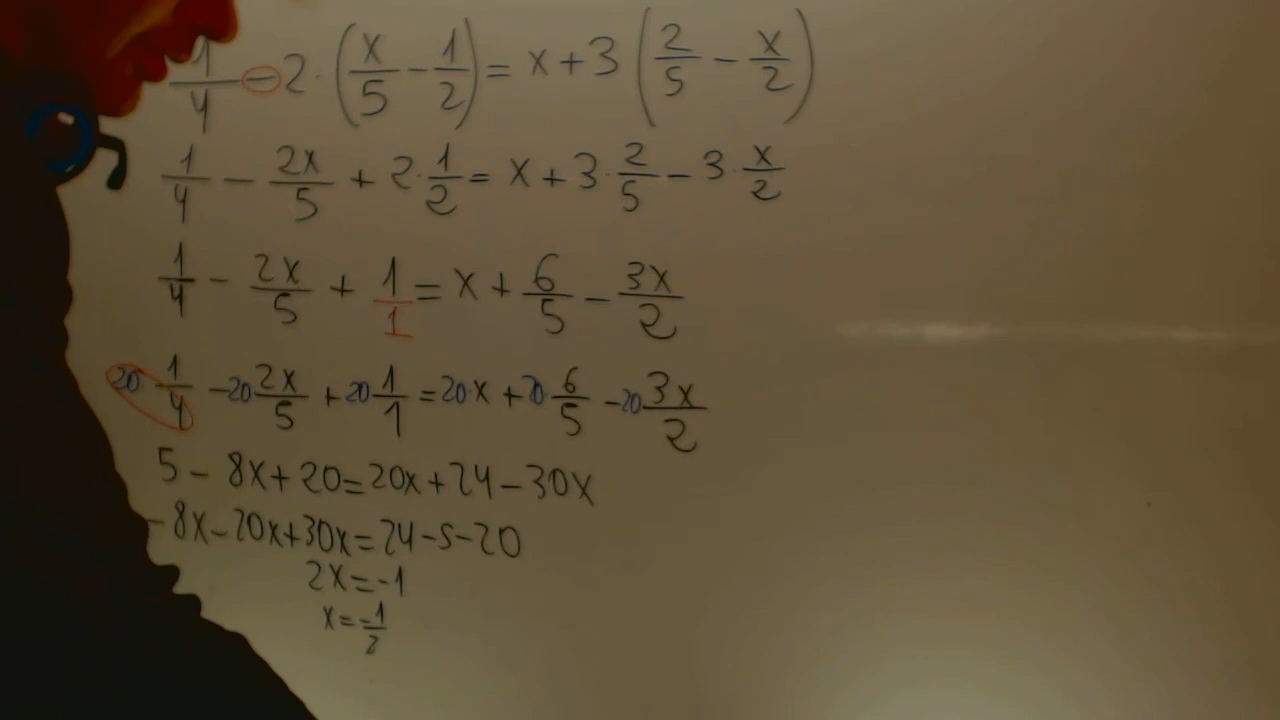 1/4 - 2 · (x/5 - 1/2) = x + 3 (2/5 - x/2)
1/4 - 2x/5 + 2 · 1/2 = x + 3 · 2/5 - 3 · x/2
1/4 - 2x/5 + 1/1 = x + 6/5 - 3x/2
20 · 1/4 - 20 2x/5 + 20 1/1 = 20 · x + 20 · 6/5 - 20 3x/2
5 - 8x + 20 = 20x + 24 - 30x
- 8x - 20x + 30x = 24 - 5 - 20
2x = -1
x = -1/2